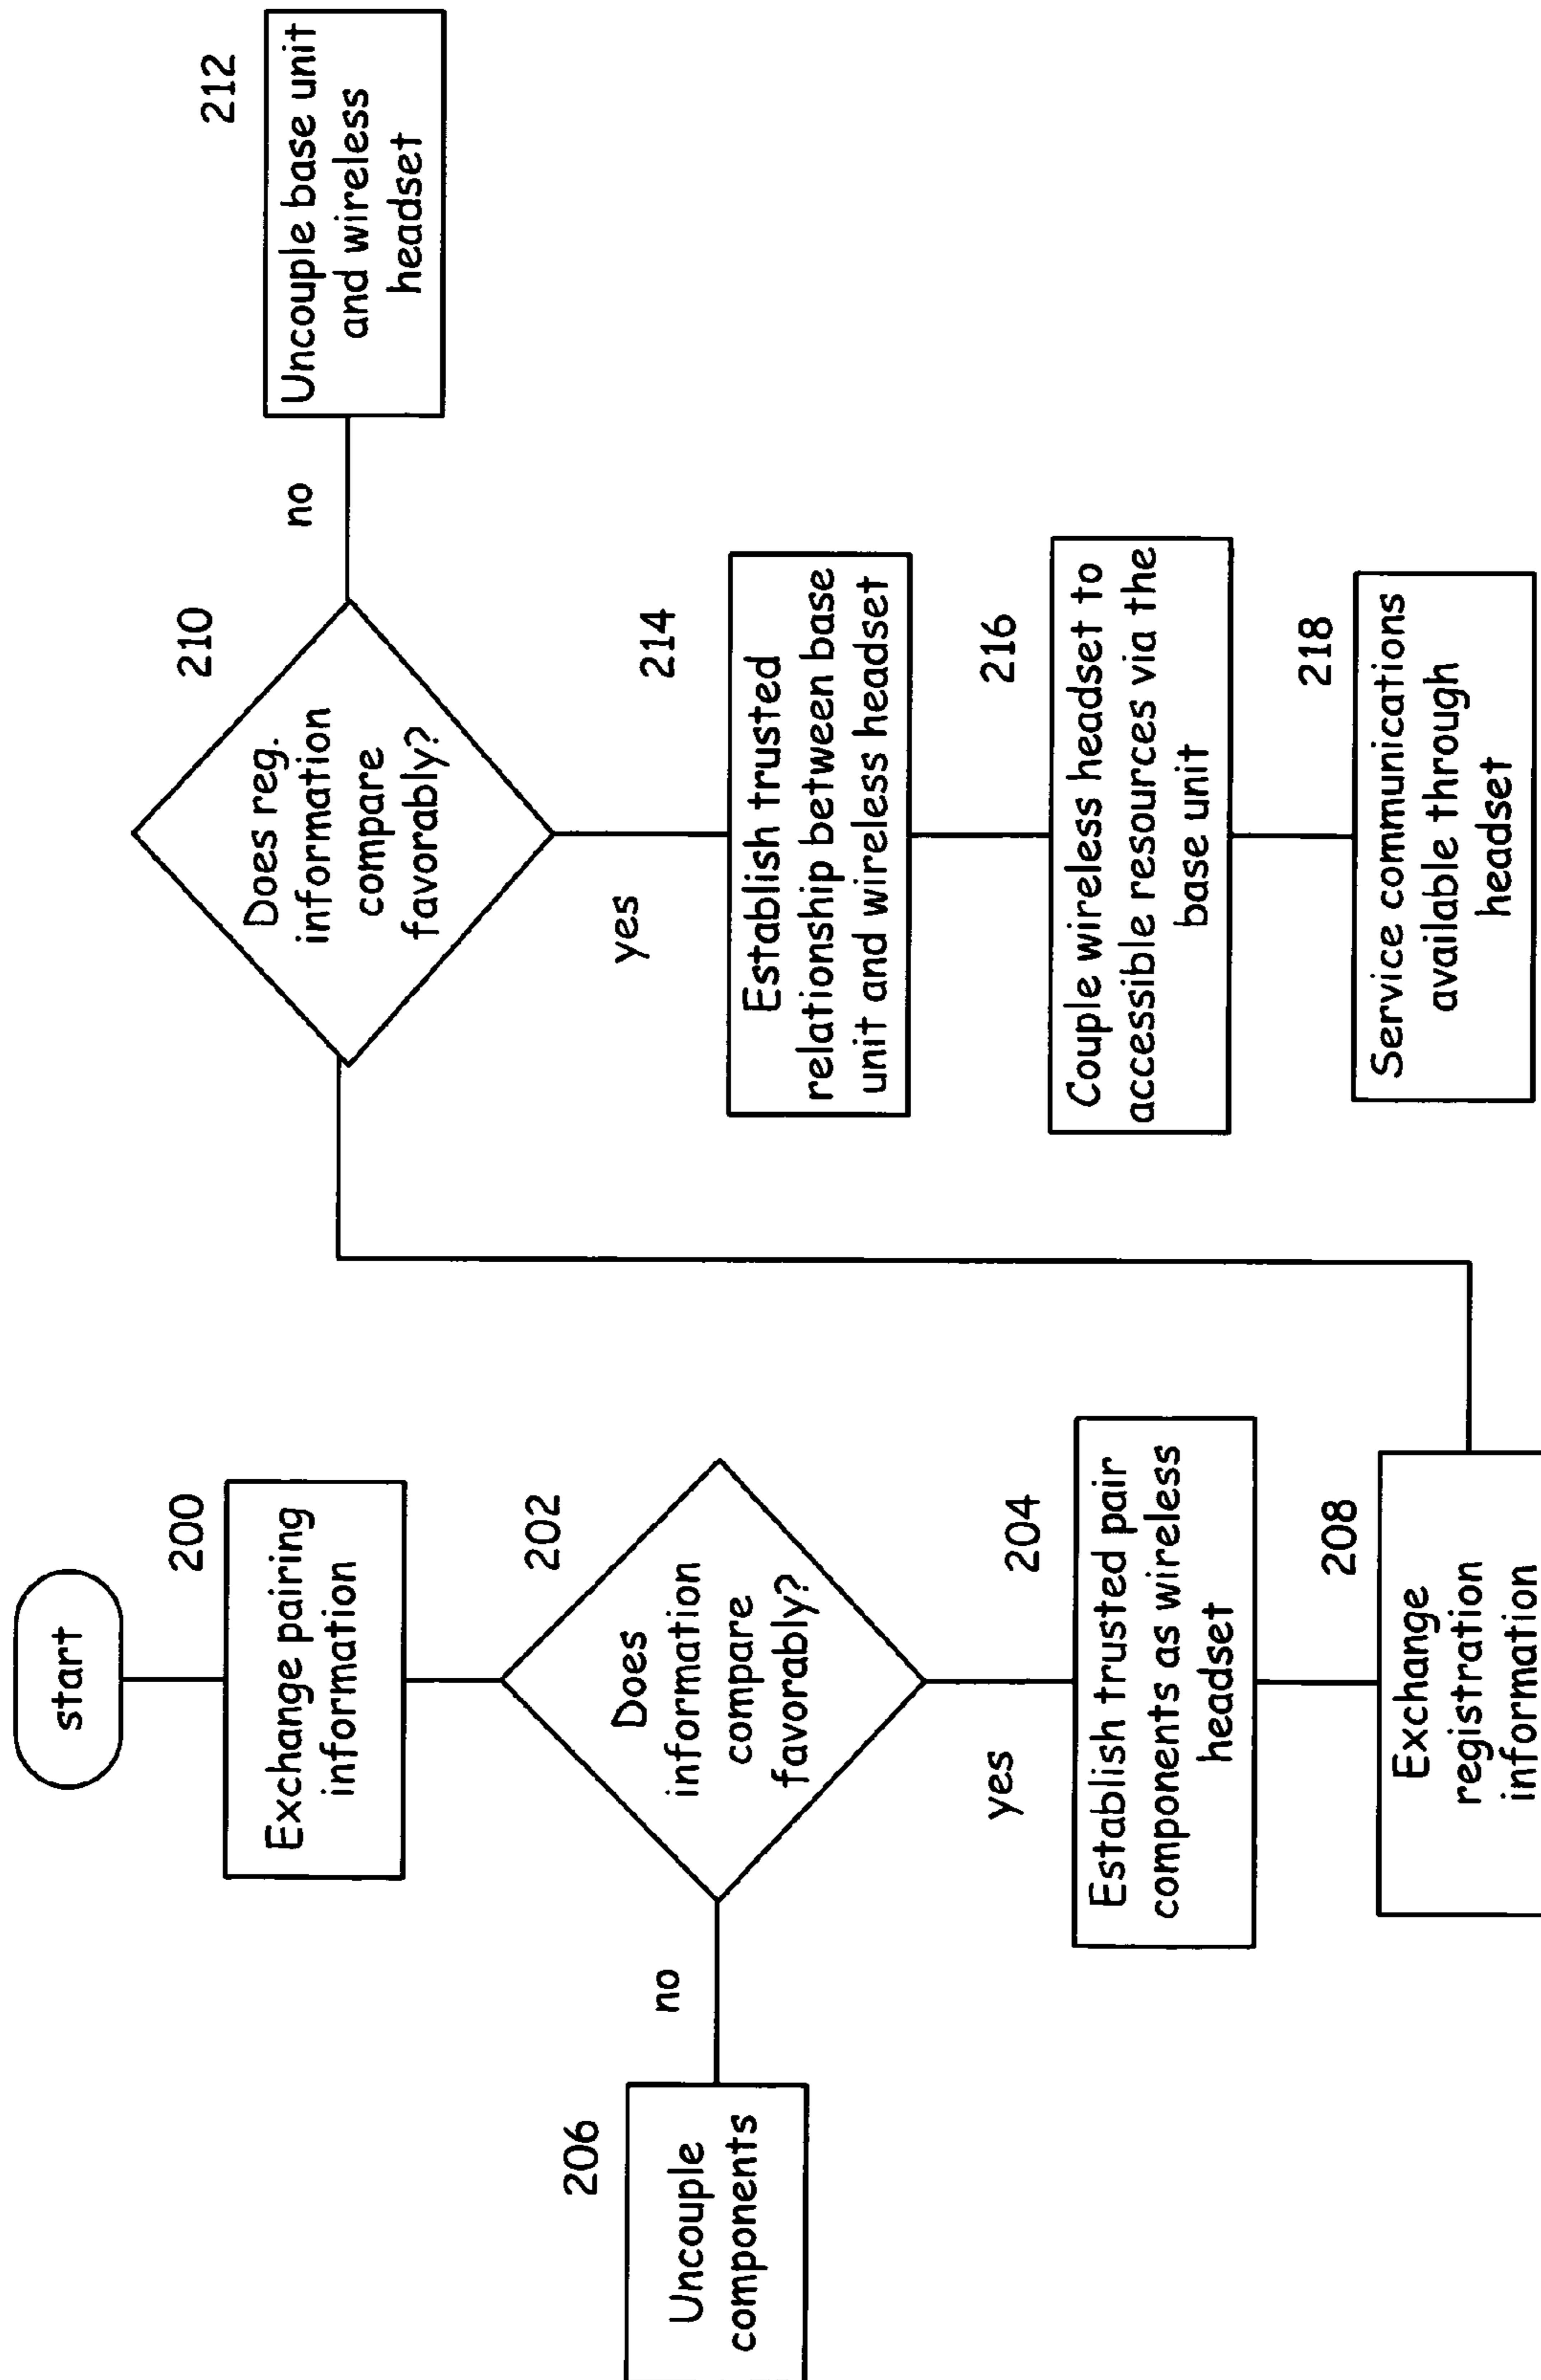 start
200
Exchange pairing
information
202
Does
information
compare
favorably?
no
206
Uncouple
components
yes
204
Establish trusted pair
components as wireless
headset
208
Exchange
registration
information
210
Does reg.
information
compare
favorably?
no
212
Uncouple base unit
and wireless
headset
yes
214
Establish trusted
relationship between base
unit and wireless headset
216
Couple wireless headset to
accessible resources via the
base unit
218
Service communications
available through
headset